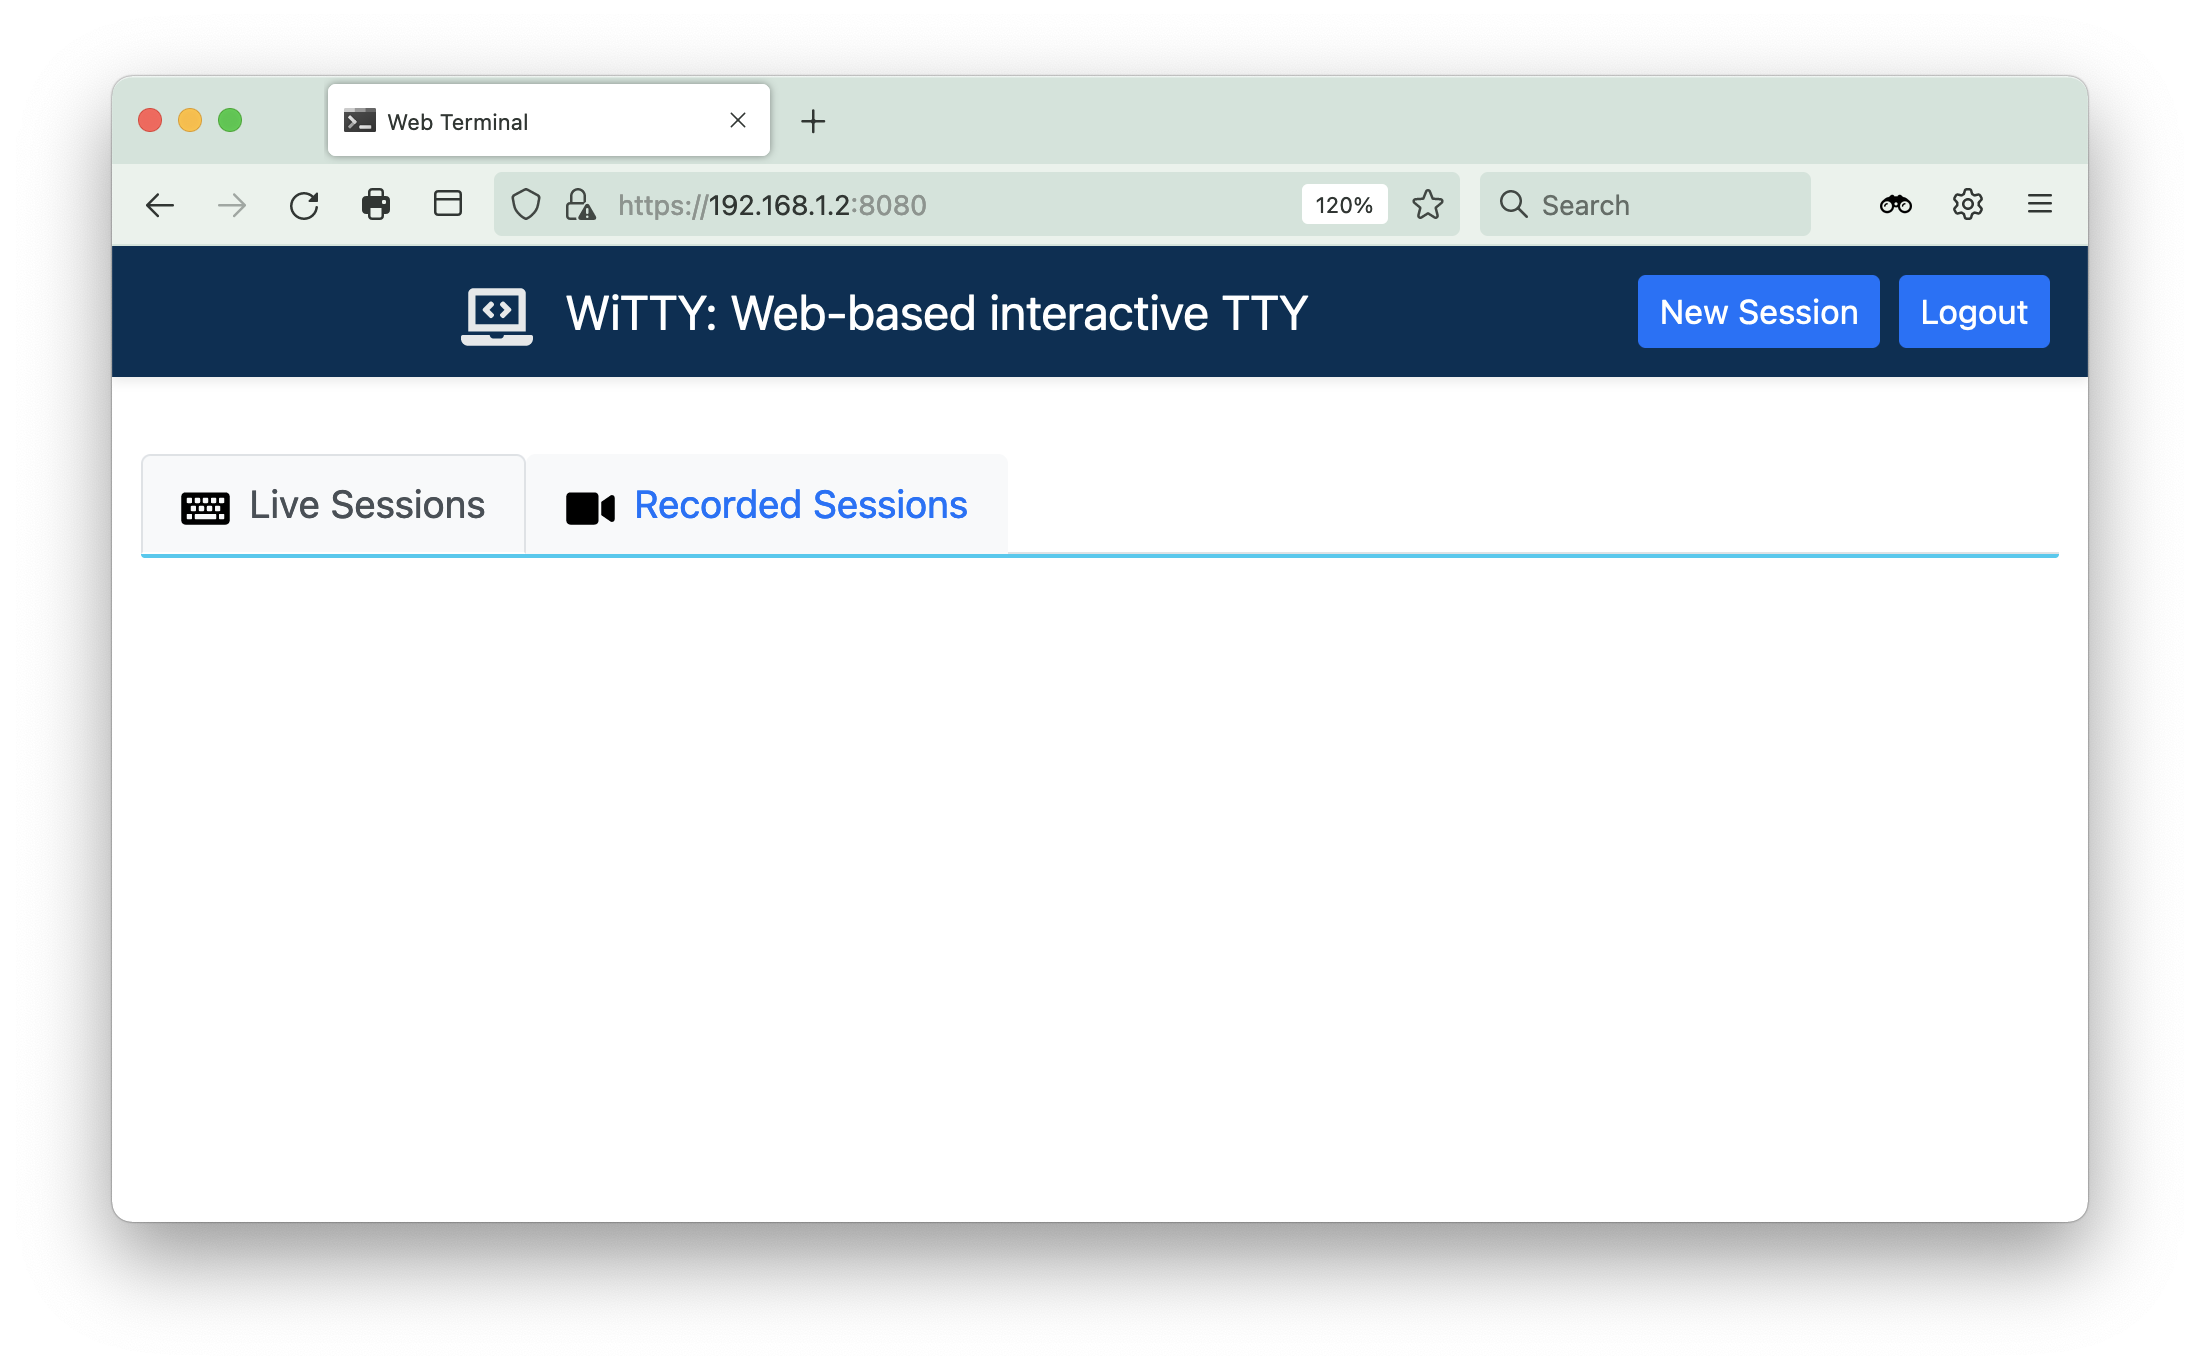 Web Terminal
https://192.168.1.2:8080
120%
Search
WiTTY: Web-based interactive TTY
New Session
Logout
Live Sessions
Recorded Sessions